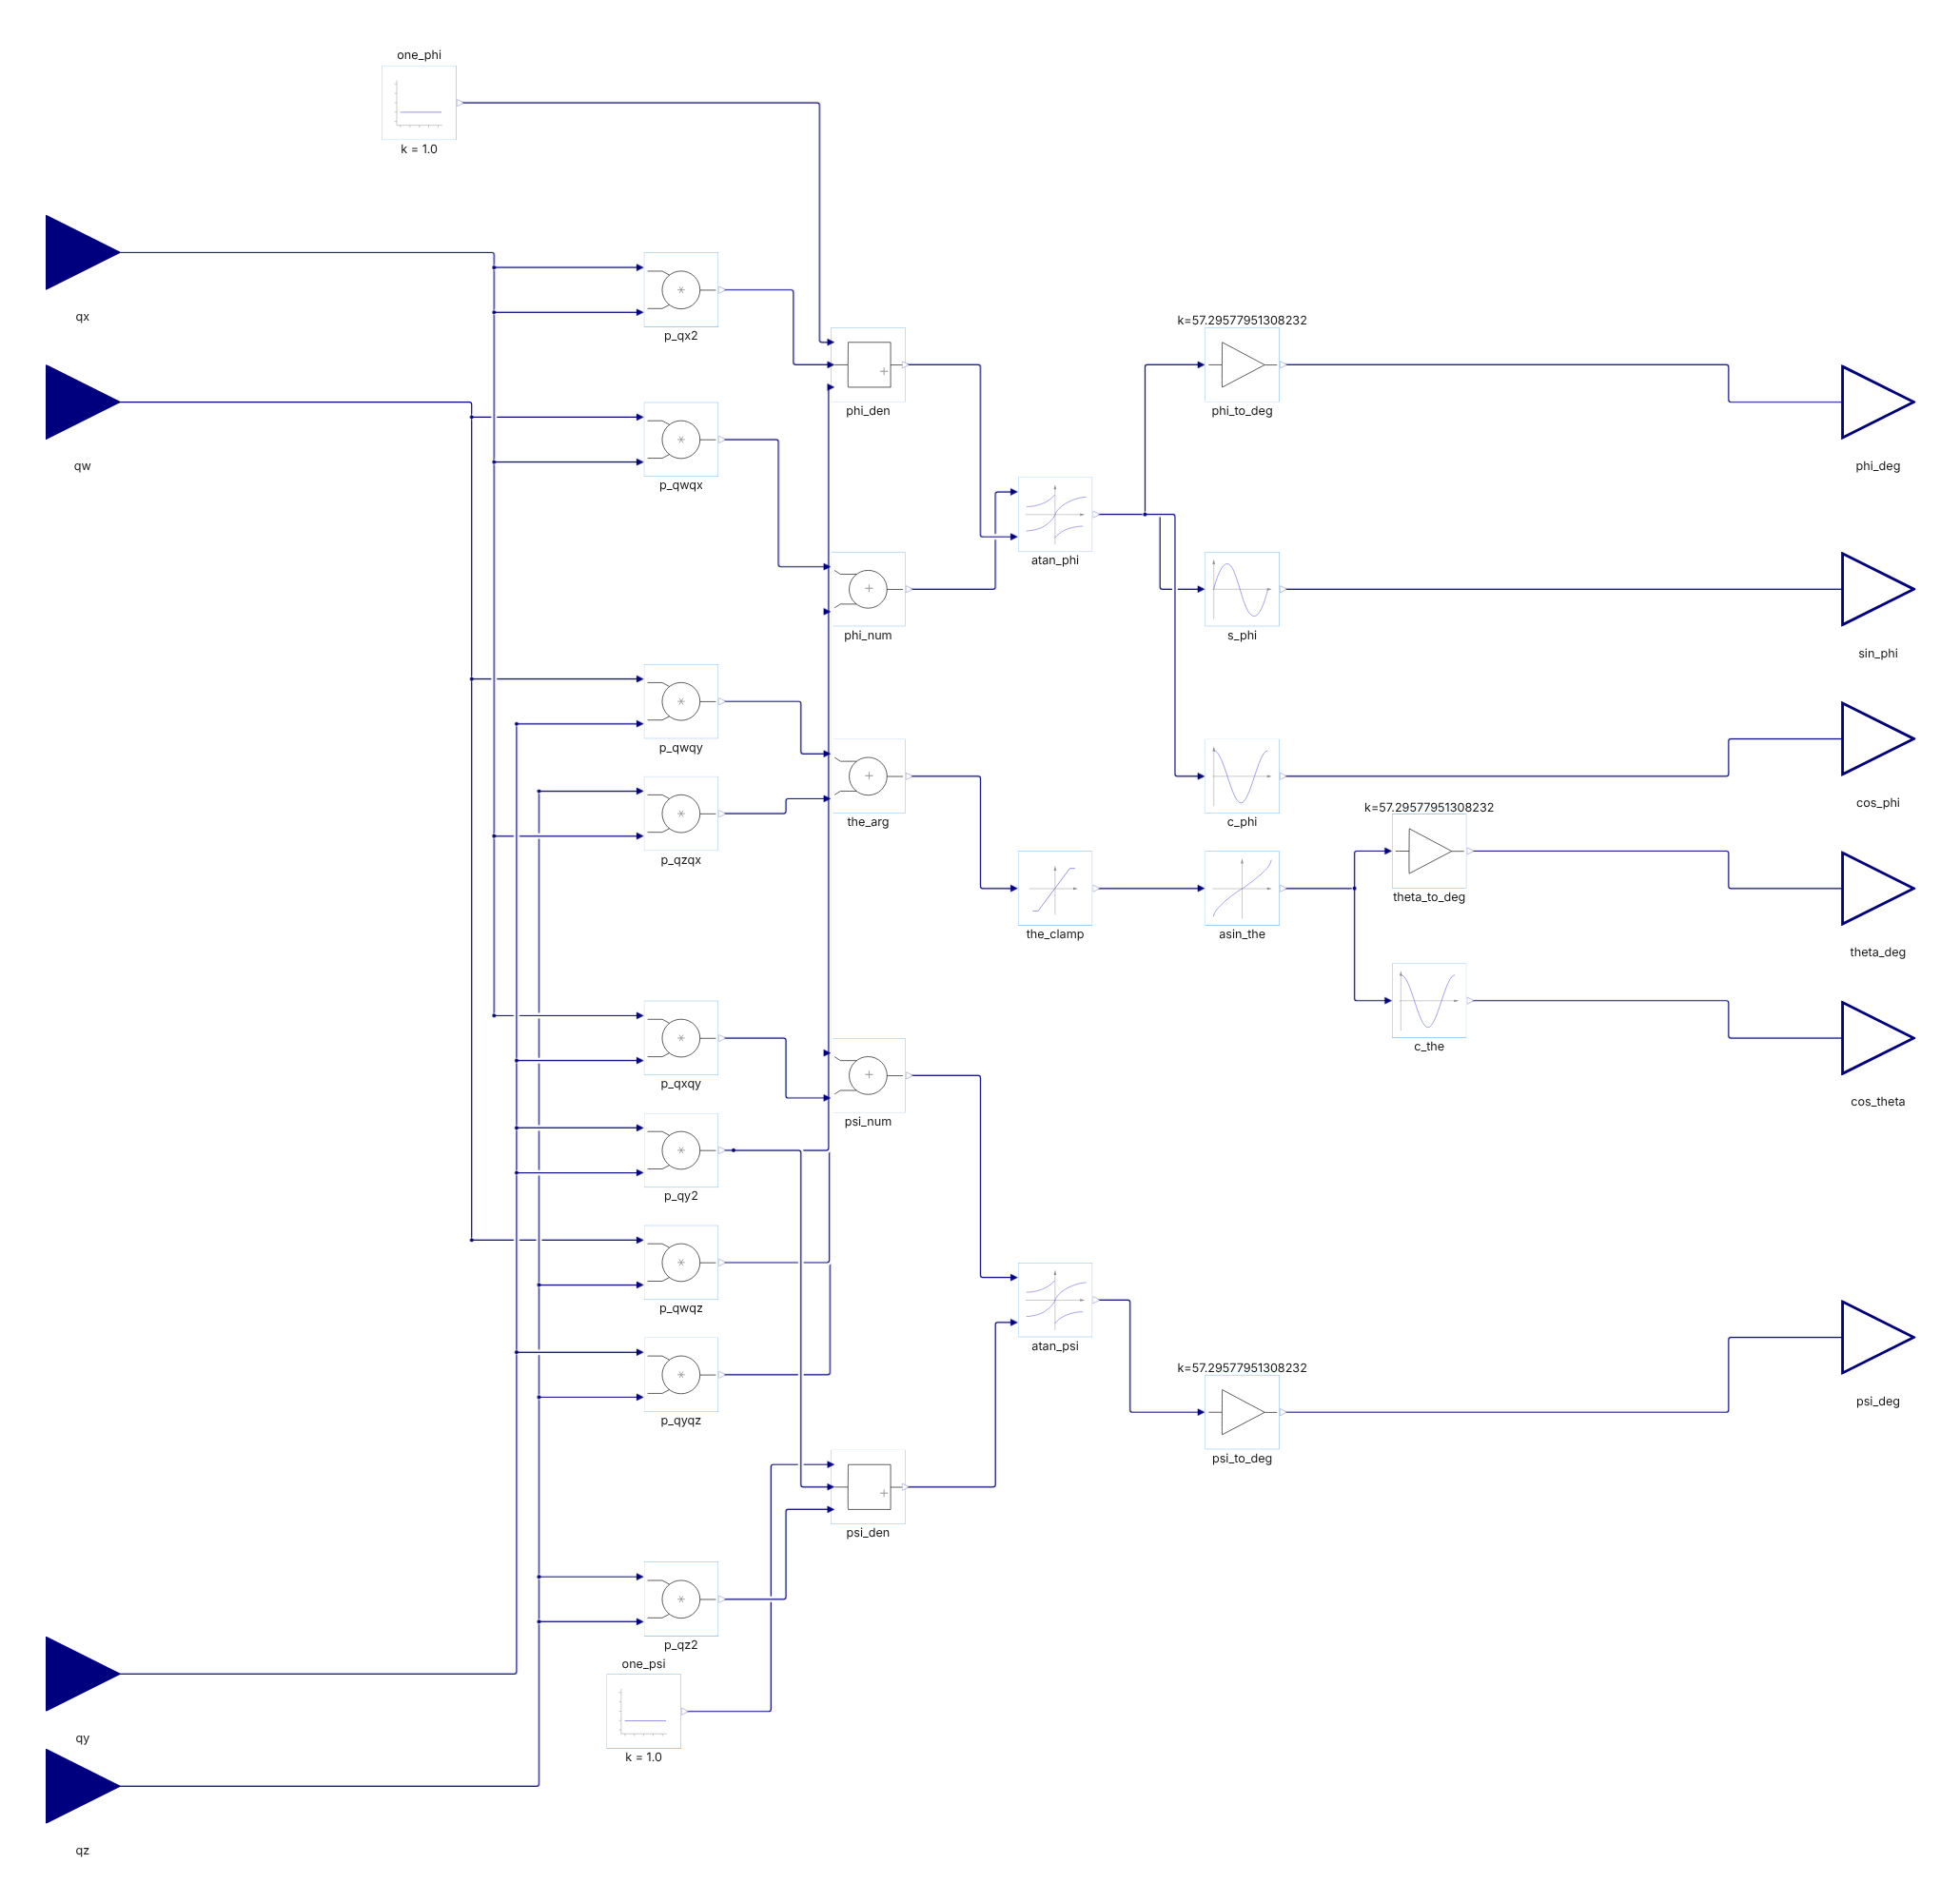 one_phi
k = 1.0
qx
p_qx2
k=57.29577951308232
phi_to_deg
phi_den
qw
p_qwqx
phi_deg
atan_phi
phi_num
s_phi
sin_phi
p_qwqy
cos_phi
k=57.29577951308232
the_arg
c_phi
p_qzqx
theta_to_deg
the_clamp
asin_the
theta_deg
c_the
p_qxqy
cos_theta
psi_num
p_qy2
p_qwqz
atan_psi
k=57.29577951308232
psi_deg
p_qyqz
psi_to_deg
psi_den
p_qz2
one_psi
qy
k = 1.0
qz